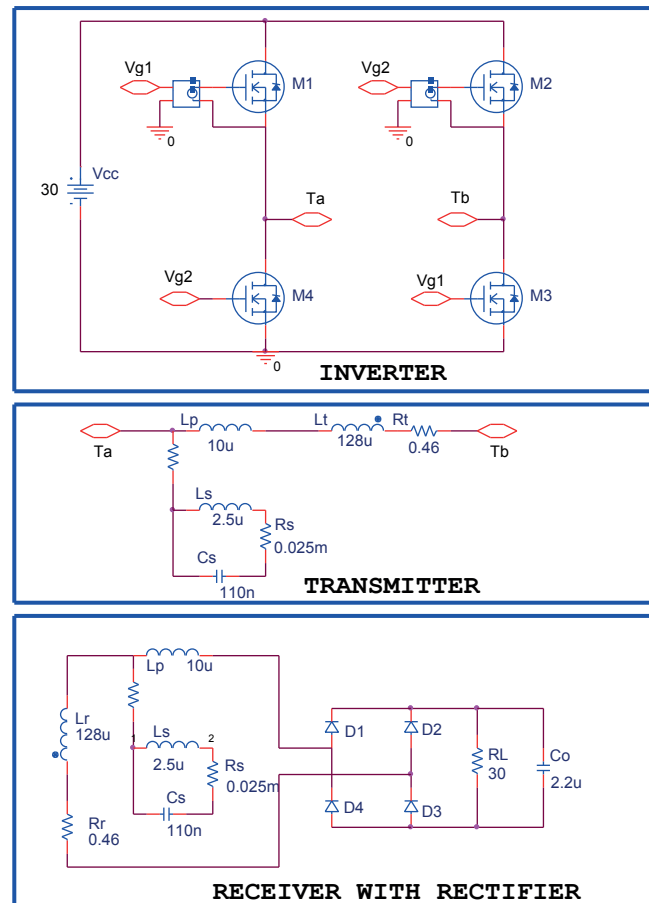 Vg1
M1
0
Vg2
M2
0
30
Vcc
Ta
Tb
Vg2
M4
Vg1
M3
0
INVERTER
Ta
Lp
10u
Lt
128u
Rt
0.46
Tb
Ls
2.5u
Rs
0.025m
Cs
110n
TRANSMITTER
Lp
10u
Lr
128u
1
Ls
2
2.5u
Rs
0.025m
Cs
110n
Rr
0.46
D1
D2
D4
D3
RL
30
Co
2.2u
RECEIVER WITH RECTIFIER